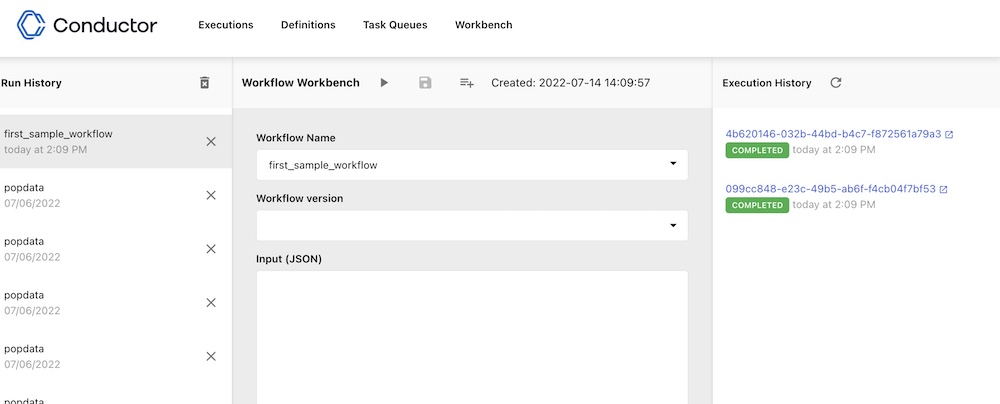 Conductor
Executions Definitions Task Queues Workbench
Run History
first_sample_workflow
today at 2:09 PM
popdata
07/06/2022
popdata
07/06/2022
popdata
07/06/2022
popdata
07/06/2022
popdata
Workflow Workbench Created: 2022-07-14 14:09:57
Workflow Name
first_sample_workflow
Workflow version
Input (JSON)
Execution History
4b620146-032b-44bd-b4c7-f872561a79a3
COMPLETED today at 2:09 PM
099cc848-e23c-49b5-ab6f-f4cb04f7bf53
COMPLETED today at 2:09 PM